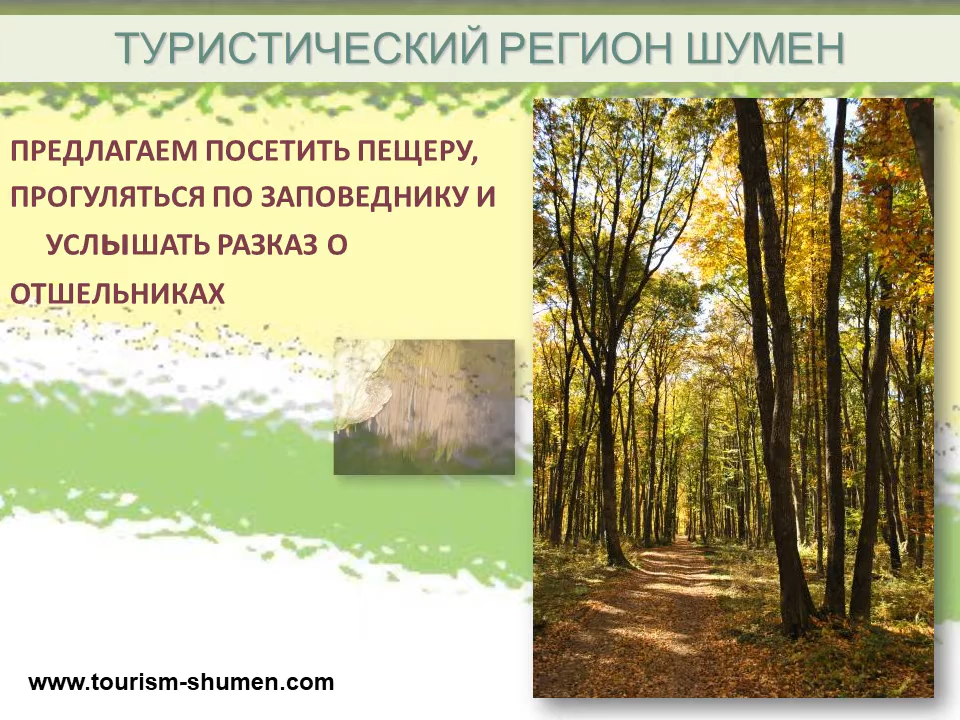 ТУРИСТИЧЕСКИЙ РЕГИОН ШУМЕН
ПРЕДЛАГАЕМ ПОСЕТИТЬ ПЕЩЕРУ,
ПРОГУЛЯТЬСЯ ПО ЗАПОВЕДНИКУ И
УСЛЫШАТЬ РАЗКАЗ О
ОТШЕЛЬНИКАХ
www.tourism-shumen.com